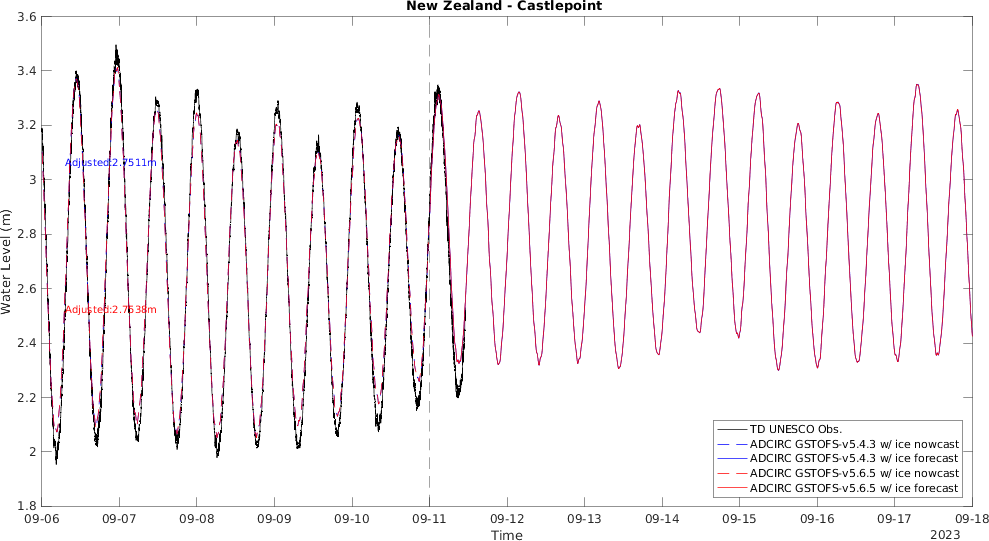 New Zealand - Castlepoint
3.6
3.4
3.2
3
2.8
2.6
2.4
2.2
2
1.8
Water Level (m)
Adjusted:2.7511m
Adjusted:2.7638m
TD UNESCO Obs.
ADCIRC GSTOFS-v5.4.3 w/ ice nowcast
ADCIRC GSTOFS-v5.4.3 w/ ice forecast
ADCIRC GSTOFS-v5.6.5 w/ ice nowcast
ADCIRC GSTOFS-v5.6.5 w/ ice forecast
09-06 09-07 09-08 09-09 09-10 09-11 09-12 09-13 09-14 09-15 09-16 09-17 09-18
Time
2023